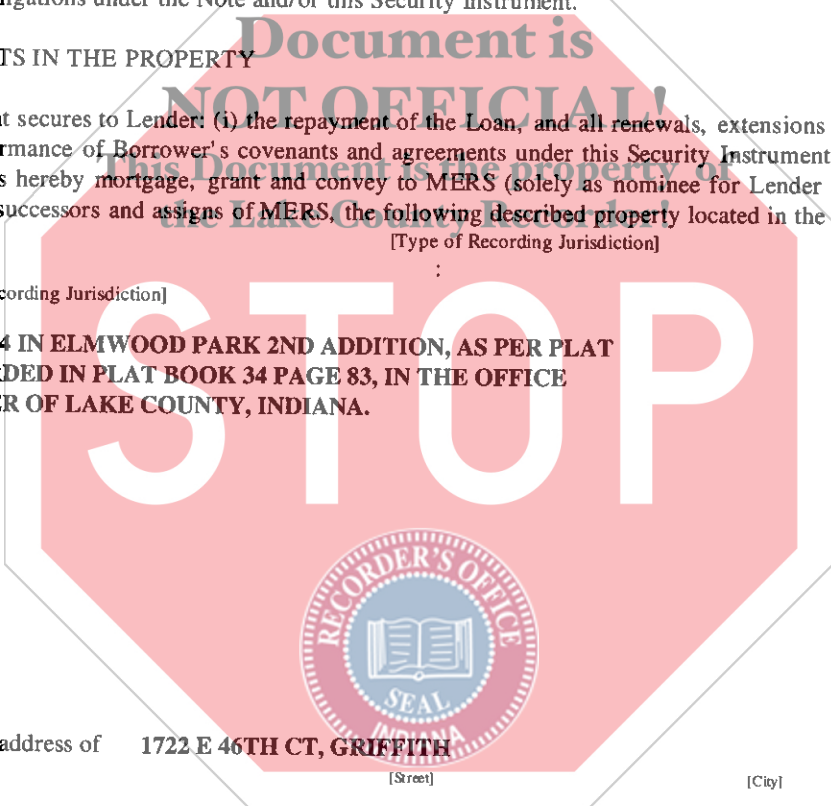 igations under the Note and/or this Security Instrument.
Document is
TS IN THE PROPERTY
NOT OFFICIAL!
t secures to Lender: (i) the repayment of the Loan, and all renewals, extensions
rmance of Borrower's covenants and agreements under this Security Instrument
This Document is the property of
s hereby mortgage, grant and convey to MERS (solely as nominee for Lender
the Lake County Recorder!
successors and assigns of MERS, the following described property located in the
[Type of Recording Jurisdiction]
:
cording Jurisdiction]
STOP
4 IN ELMWOOD PARK 2ND ADDITION, AS PER PLAT
DED IN PLAT BOOK 34 PAGE 83, IN THE OFFICE
R OF LAKE COUNTY, INDIANA.
RECORDER'S OFFICE
SEAL
INDIANA
address of 1722 E 46TH CT, GRIFFITH
[Street] [City]